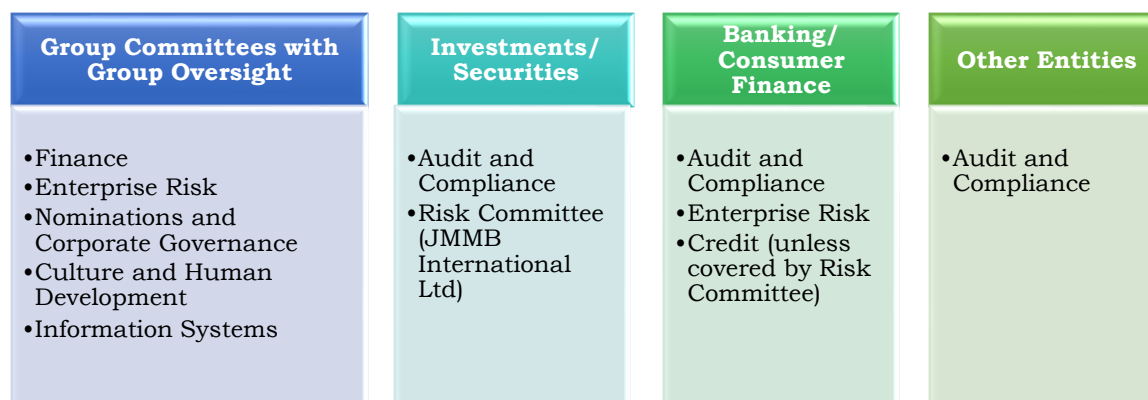 Group Committees with
Group Oversight
•Finance
•Enterprise Risk
•Nominations and
Corporate Governance
•Culture and Human
Development
•Information Systems
Investments/
Securities
•Audit and
Compliance
•Risk Committee
(JMMB
International
Ltd)
Banking/
Consumer
Finance
•Audit and
Compliance
•Enterprise Risk
•Credit (unless
covered by Risk
Committee)
Other Entities
•Audit and
Compliance